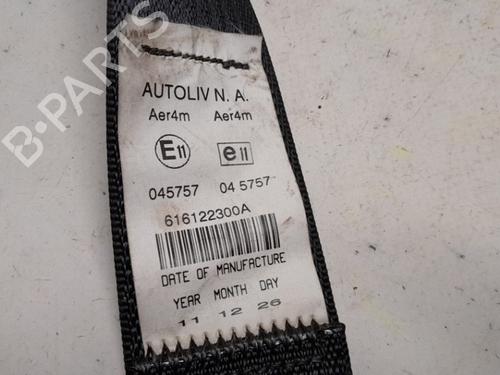 AUTOLIV N. A.
Aer4m Aer4m
E11 e11
045757 04 5757
616122300A
DATE OF MANUFACTURE
YEAR MONTH DAY
11 12 26
B-PARTS